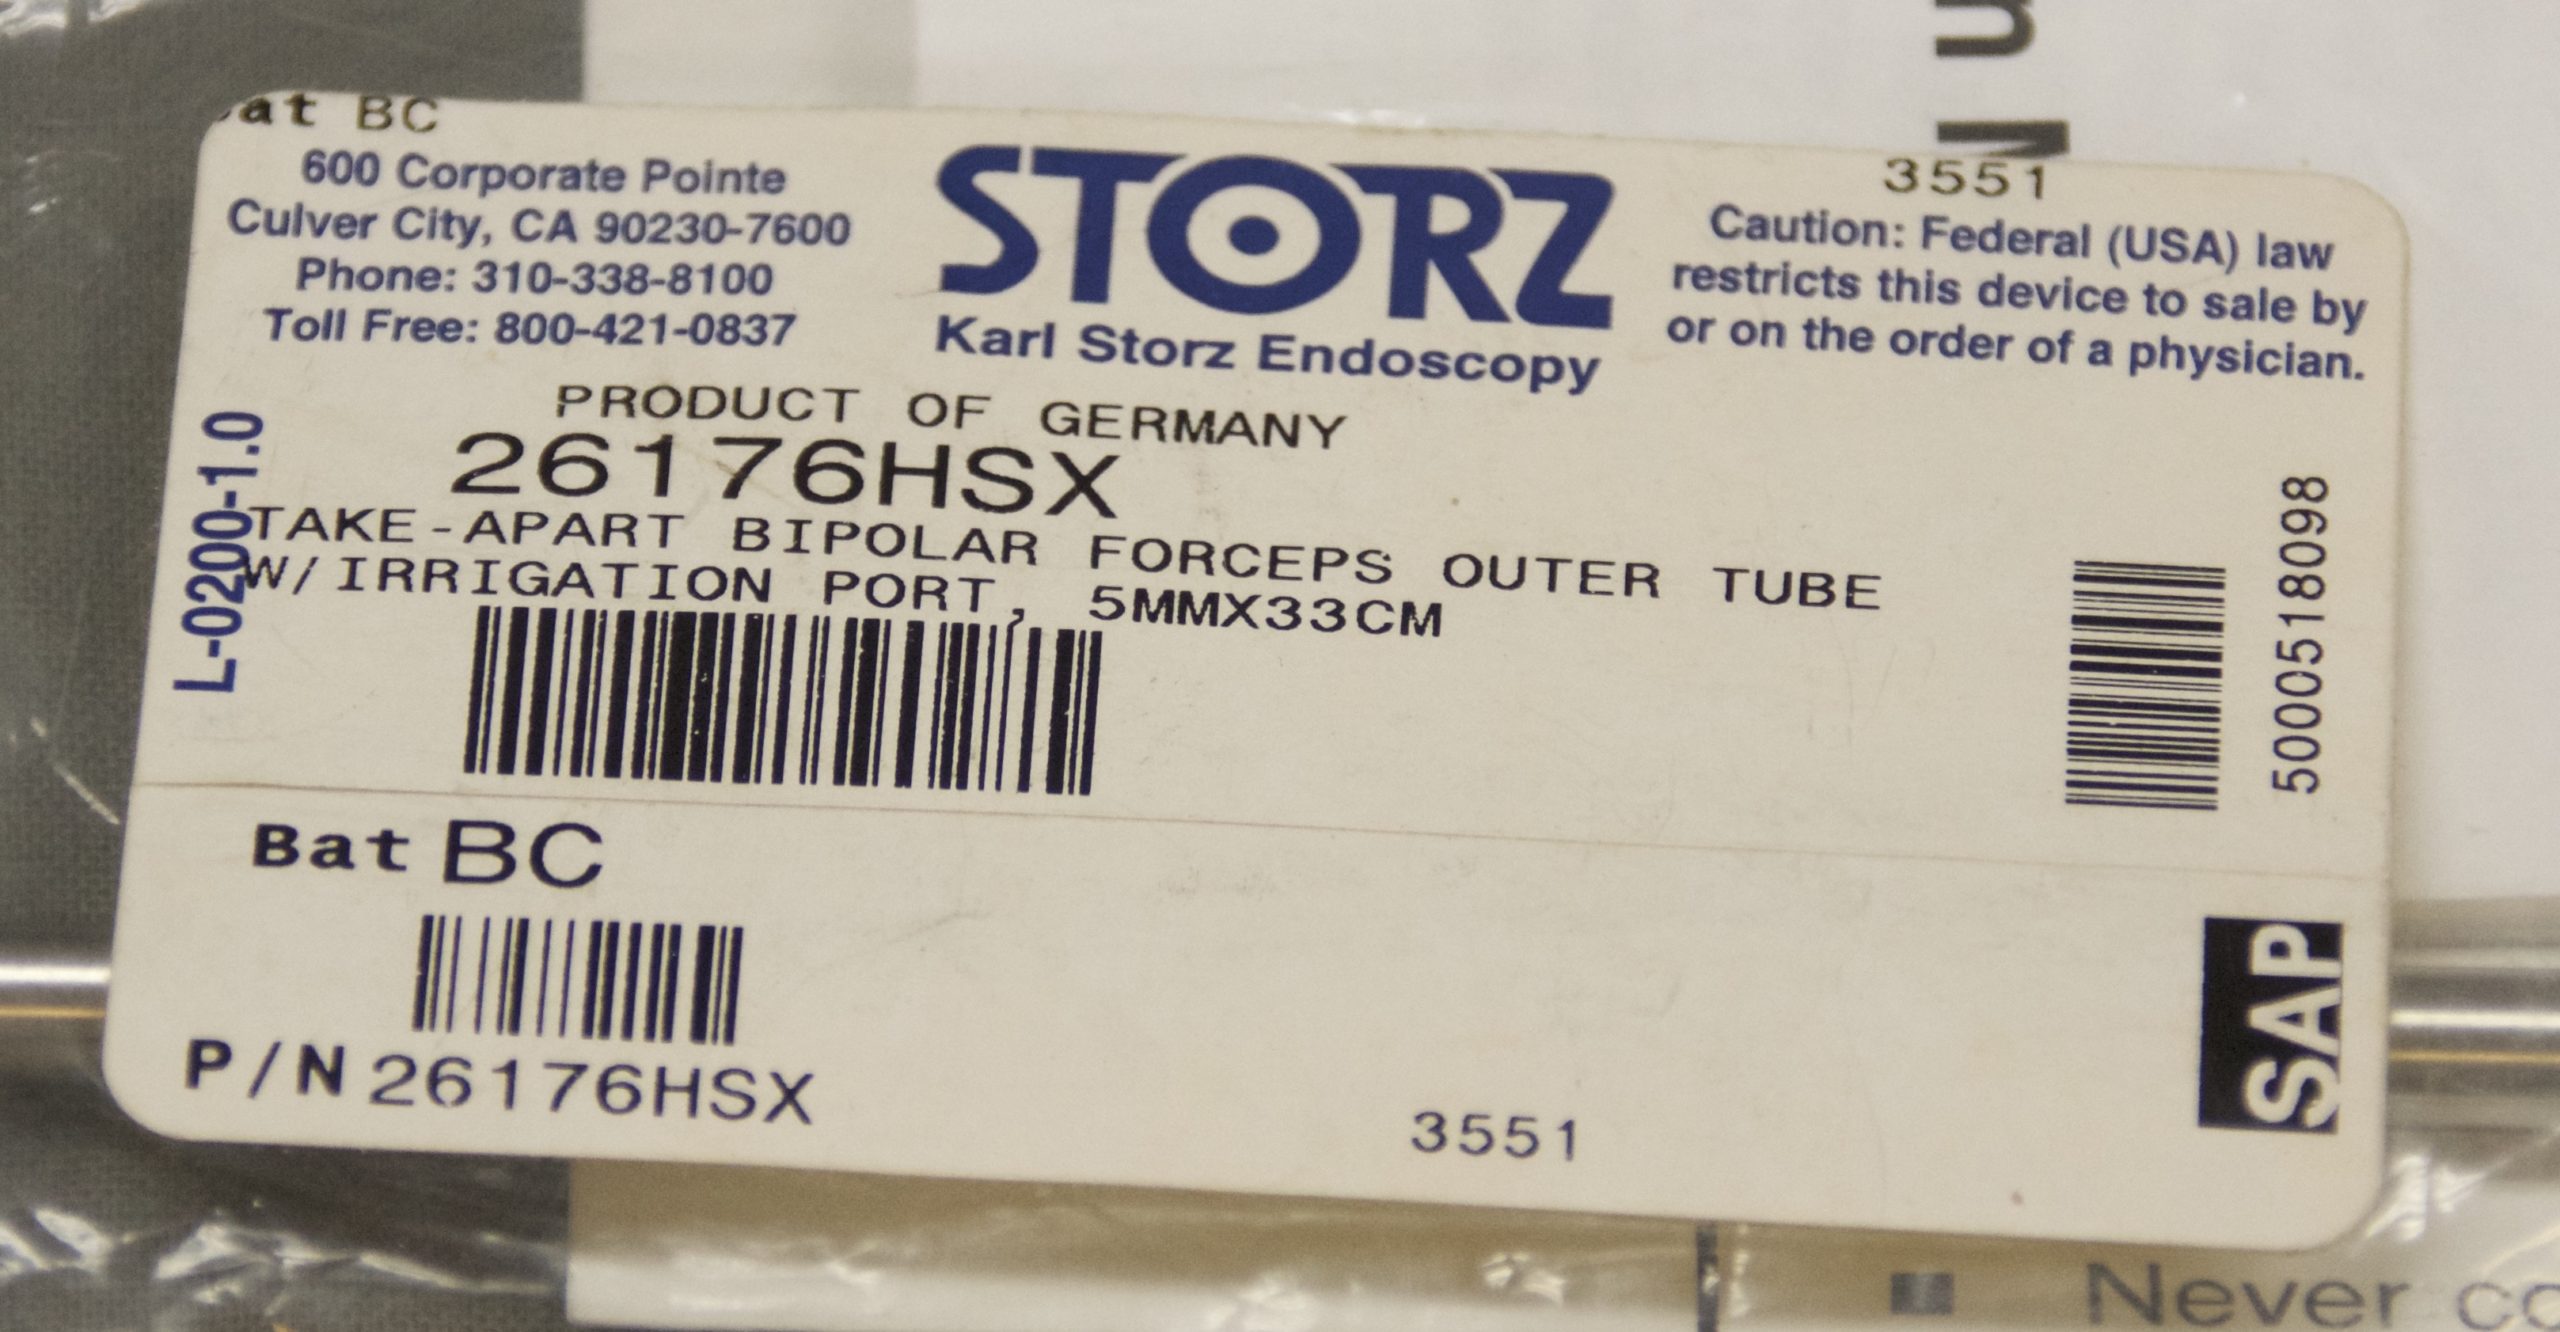 at BC
600 Corporate Pointe
Culver City, CA 90230-7600
Phone: 310-338-8100
Toll Free: 800-421-0837
STORZ
Karl Storz Endoscopy
3551
Caution: Federal (USA) law
restricts this device to sale by
or on the order of a physician.
PRODUCT OF GERMANY
26176HSX
TAKE-APART BIPOLAR FORCEPS OUTER TUBE
W/IRRIGATION PORT, 5MMX33CM
L-0200-1.0
5000518098
Bat BC
P/N 26176HSX
3551
SAP
Never